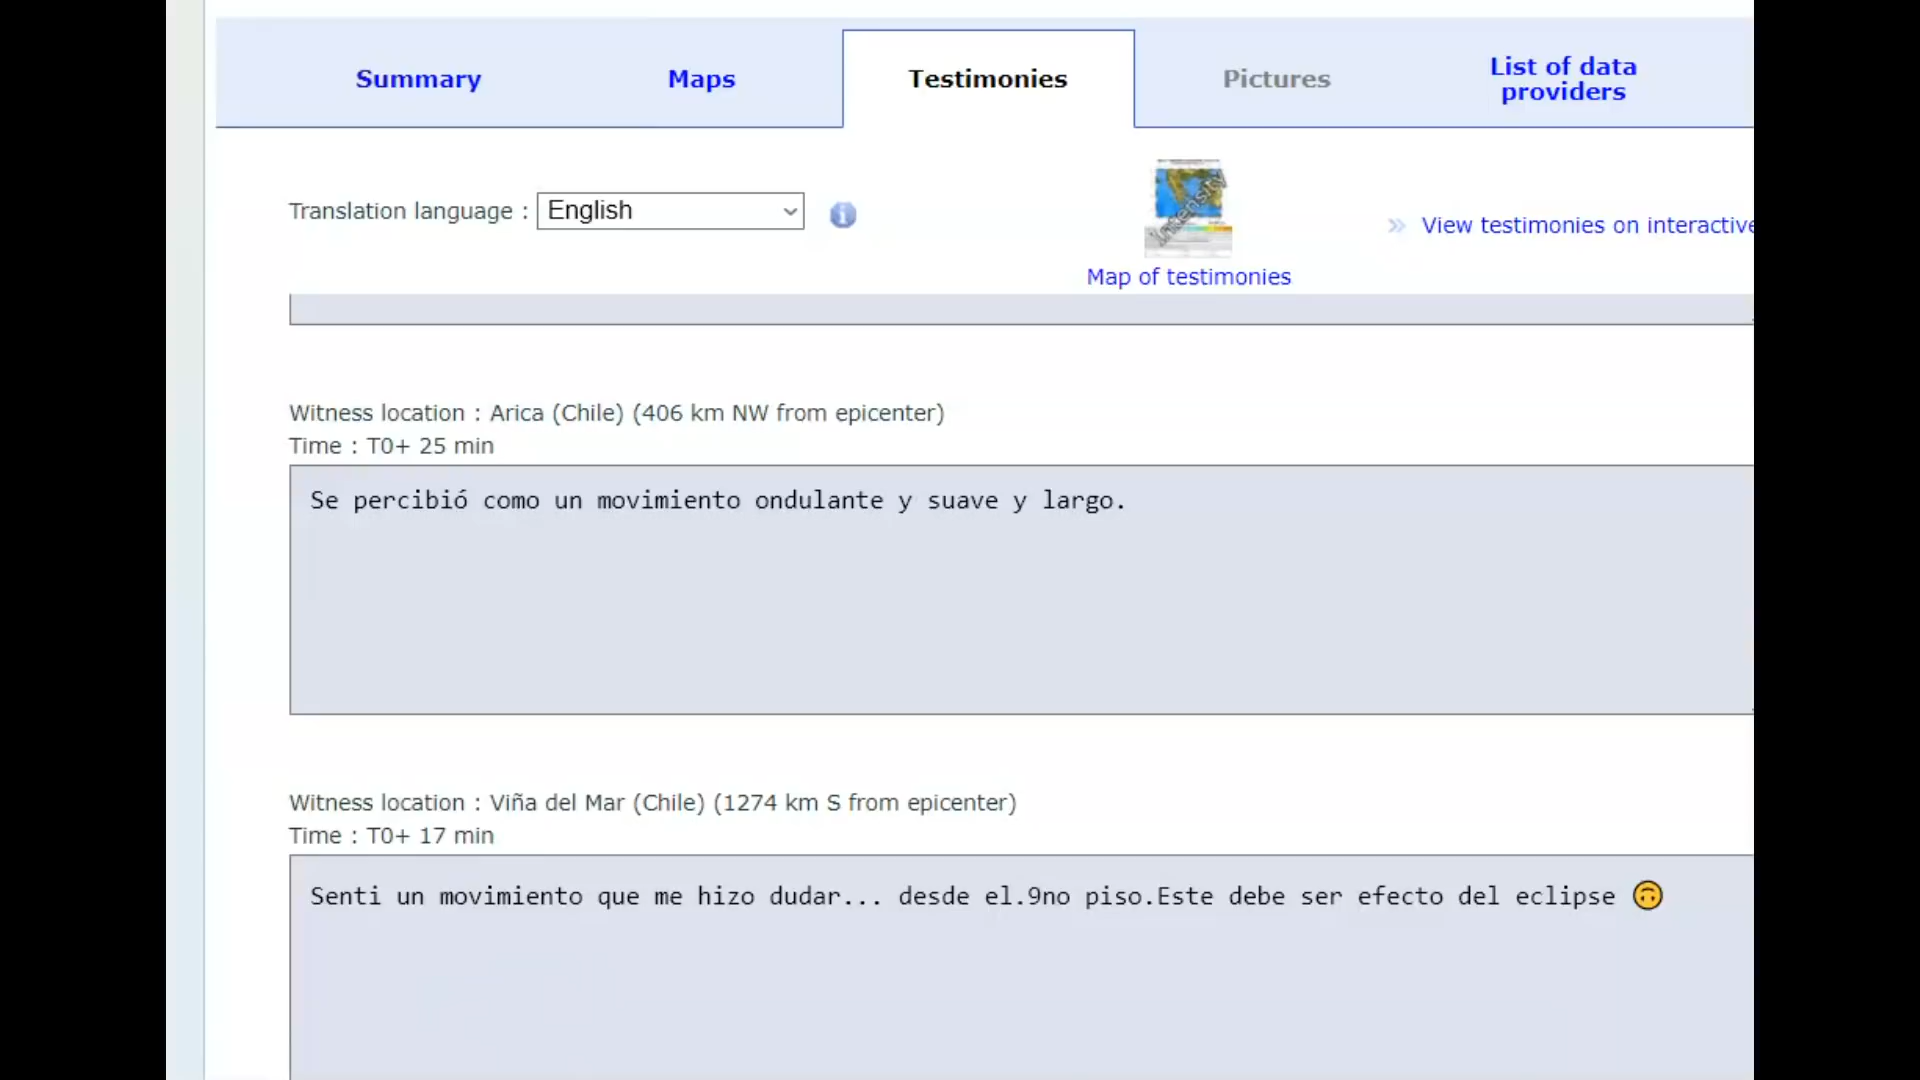 Summary
Maps
Testimonies
Pictures
List of data
providers
Translation language : English
Intensity
Map of testimonies
View testimonies on interactive
Witness location : Arica (Chile) (406 km NW from epicenter)
Time : T0+ 25 min
Se percibió como un movimiento ondulante y suave y largo.
Witness location : Viña del Mar (Chile) (1274 km S from epicenter)
Time : T0+ 17 min
Senti un movimiento que me hizo dudar... desde el.9no piso.Este debe ser efecto del eclipse 🙃